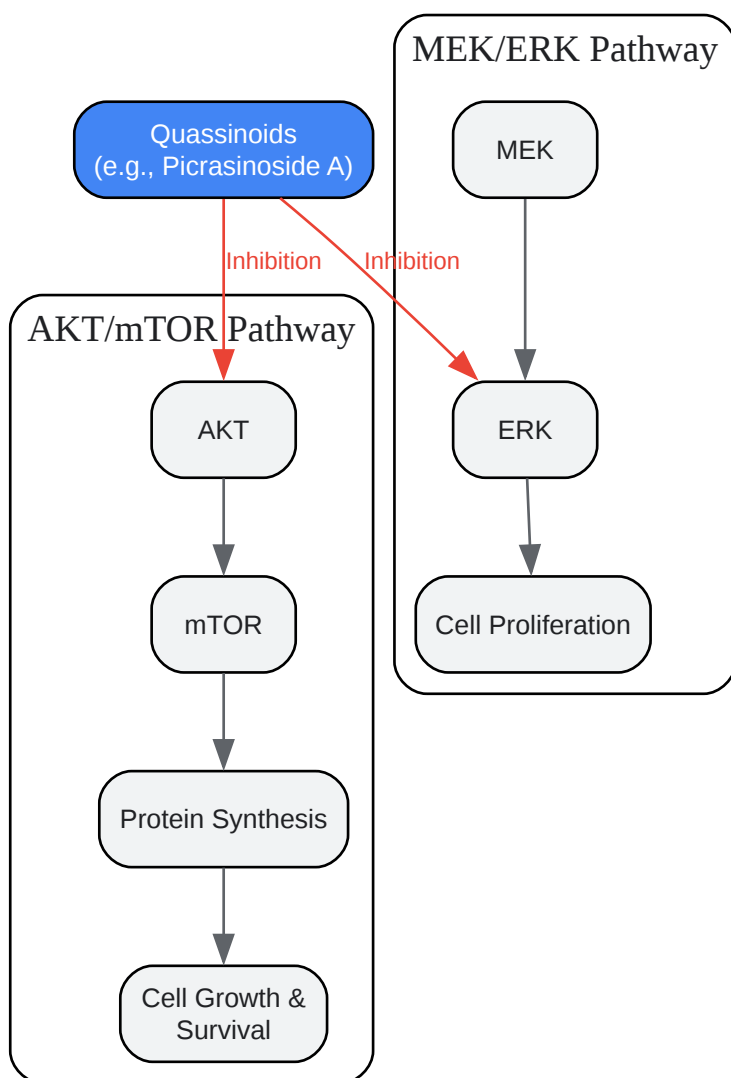 MEK/ERK Pathway
Quassinoids
(e.g., Picrasinoside A)
MEK
Inhibition
Inhibition
AKT/mTOR Pathway
AKT
ERK
mTOR
Cell Proliferation
Protein Synthesis
Cell Growth &
Survival